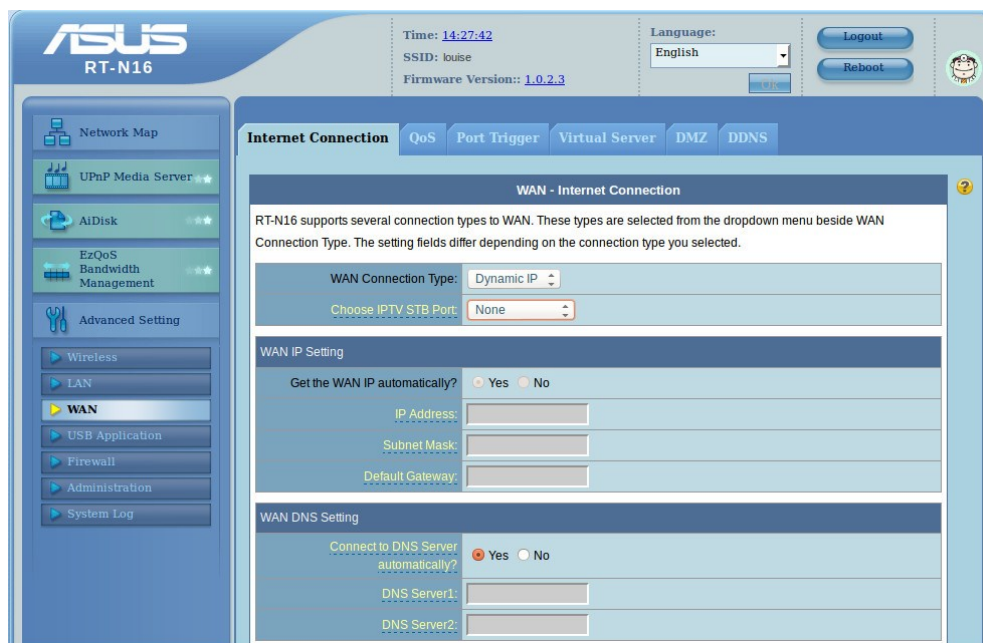 ASUS
RT-N16
Time: 14:27:42
SSID: louise
Firmware Version:: 1.0.2.3
Language:
English
Logout
Reboot
Network Map
UPnP Media Server
AiDisk
EzQoS
Bandwidth
Management
Advanced Setting
Wireless
LAN
WAN
USB Application
Firewall
Administration
System Log
Internet Connection QoS Port Trigger Virtual Server DMZ DDNS
WAN - Internet Connection
?
RT-N16 supports several connection types to WAN. These types are selected from the dropdown menu beside WAN
Connection Type. The setting fields differ depending on the connection type you selected.
WAN Connection Type: Dynamic IP
Choose IPTV STB Port: None
WAN IP Setting
Get the WAN IP automatically? Yes No
IP Address:
Subnet Mask:
Default Gateway:
WAN DNS Setting
Connect to DNS Server
automatically? Yes No
DNS Server1:
DNS Server2: